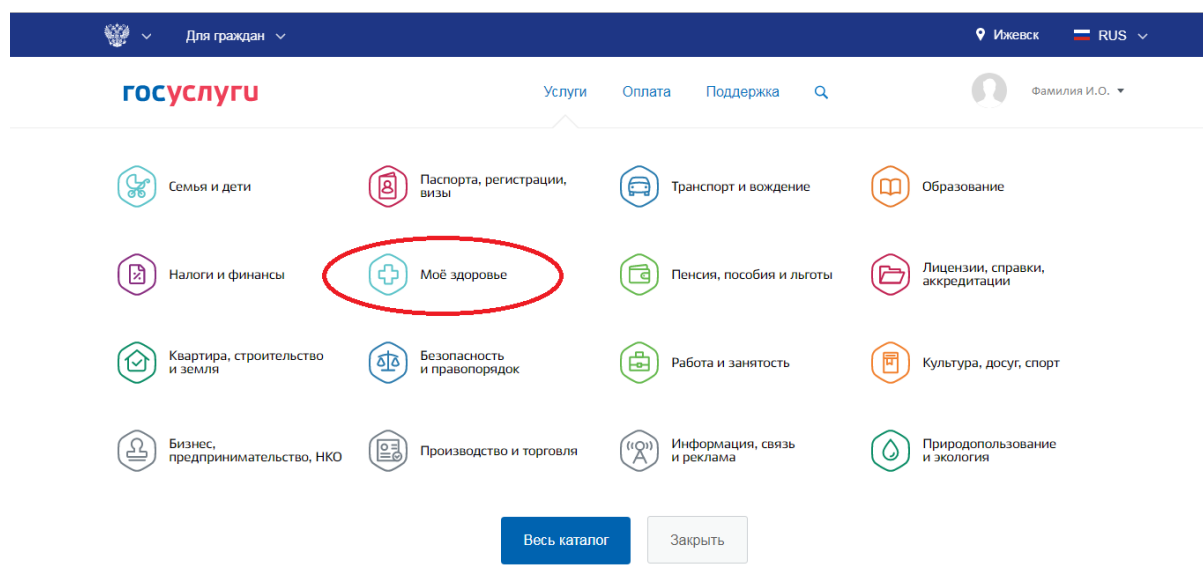 Для граждан
Ижевск
RUS
госуслуги
Услуги
Оплата
Поддержка
Фамилия И.О.
Семья и дети
Паспорта, регистрации,
визы
Транспорт и вождение
Образование
Налоги и финансы
Моё здоровье
Пенсия, пособия и льготы
Лицензии, справки,
аккредитации
Квартира, строительство
и земля
Безопасность
и правопорядок
Работа и занятость
Культура, досуг, спорт
Бизнес,
предпринимательство, НКО
Производство и торговля
Информация, связь
и реклама
Природопользование
и экология
Весь каталог
Закрыть